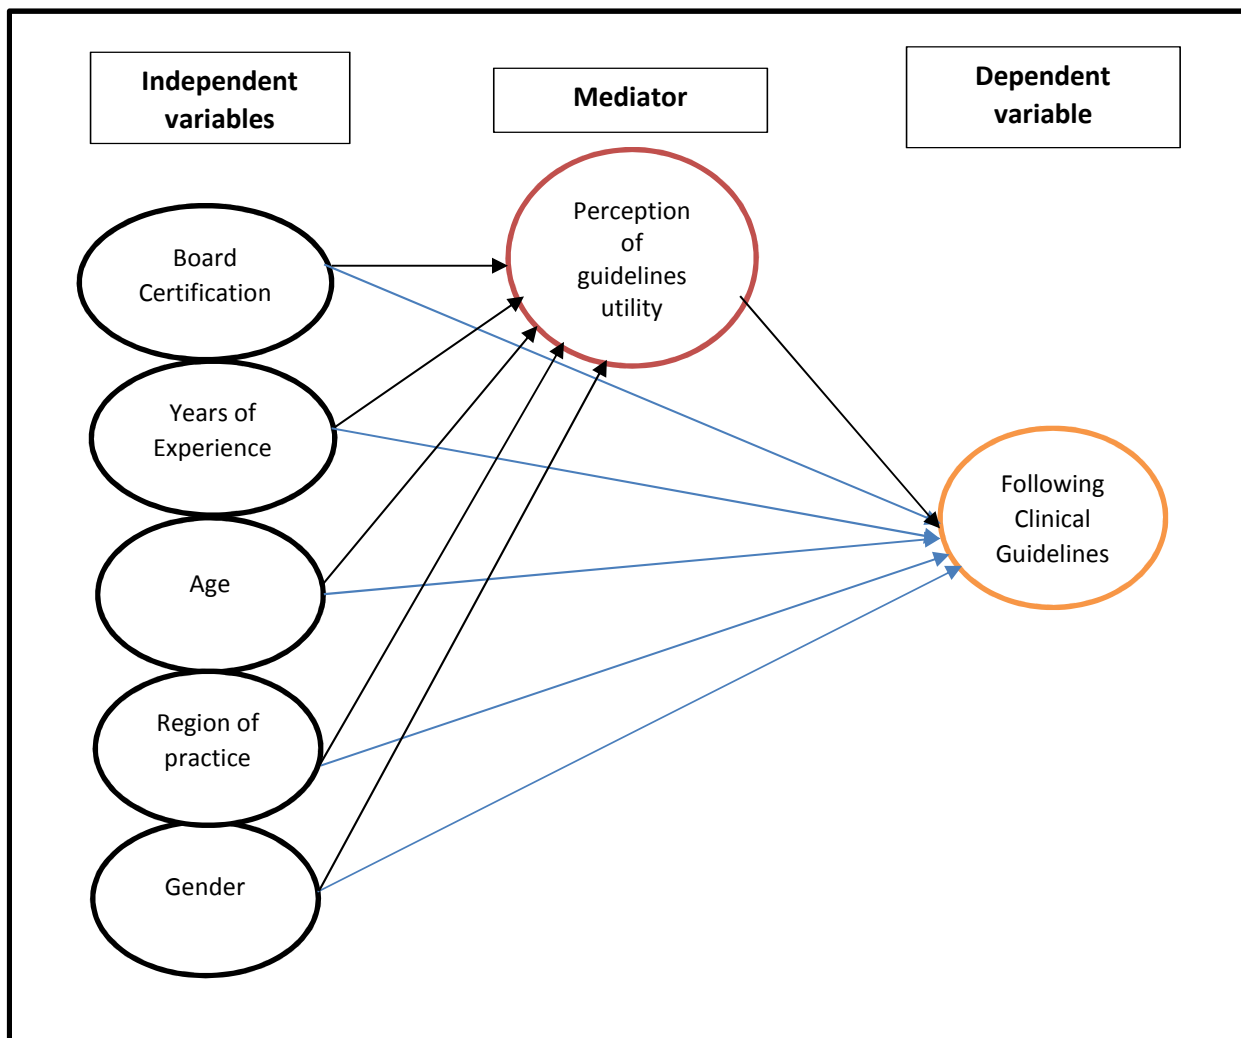 Independent
variables
Mediator
Dependent
variable
Perception
of
guidelines
utility
Board
Certification
Years of
Experience
Following
Clinical
Guidelines
Age
Region of
practice
Gender